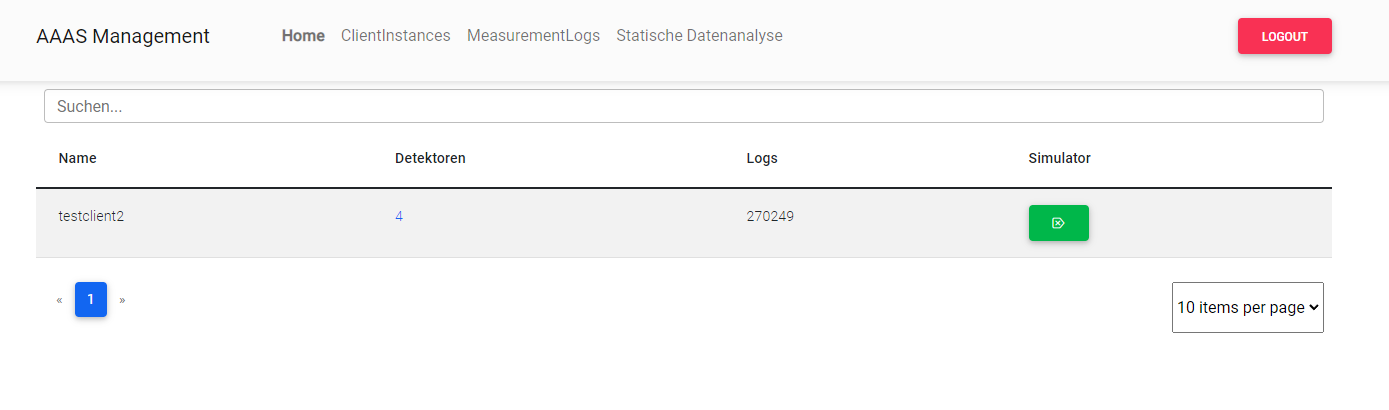 AAAS Management Home ClientInstances MeasurementLogs Statische Datenanalyse LOGOUT
Suchen...
Name Detektoren Logs Simulator
testclient2 4 270249
« 1 » 10 items per page